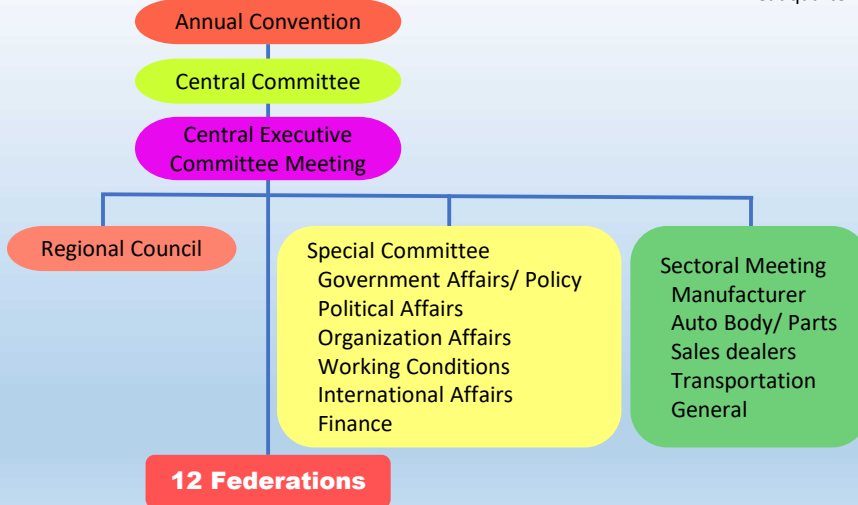 Annual Convention
Central Committee
Central Executive
Committee Meeting
Regional Council
Special Committee
Government Affairs/ Policy
Political Affairs
Organization Affairs
Working Conditions
International Affairs
Finance
Sectoral Meeting
Manufacturer
Auto Body/ Parts
Sales dealers
Transportation
General
12 Federations